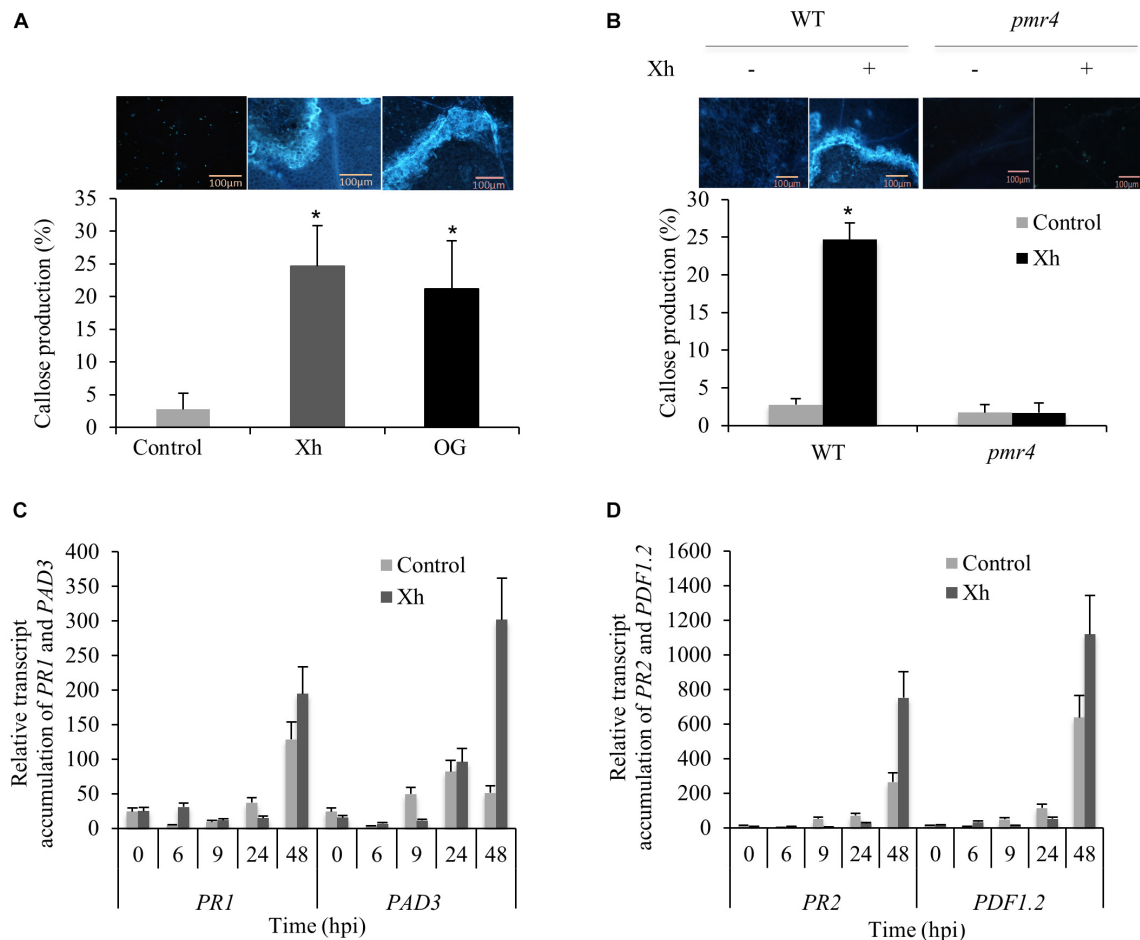 A
100µm
100µm
100µm
Callose production (%)
35
30
25
20
15
10
5
0
*
*
Control
Xh
OG
B
WT
pmr4
Xh
-
+
-
+
100µm
100µm
100µm
100µm
Callose production (%)
30
25
20
15
10
5
0
*
Control
Xh
WT
pmr4
C
Relative transcript
accumulation of PR1 and PAD3
400
350
300
250
200
150
100
50
0
Control
Xh
0 6 9 24 48 0 6 9 24 48
PR1 PAD3
Time (hpi)
D
Relative transcript
accumulation of PR2 and PDF1.2
1600
1400
1200
1000
800
600
400
200
0
Control
Xh
0 6 9 24 48 0 6 9 24 48
PR2 PDF1.2
Time (hpi)